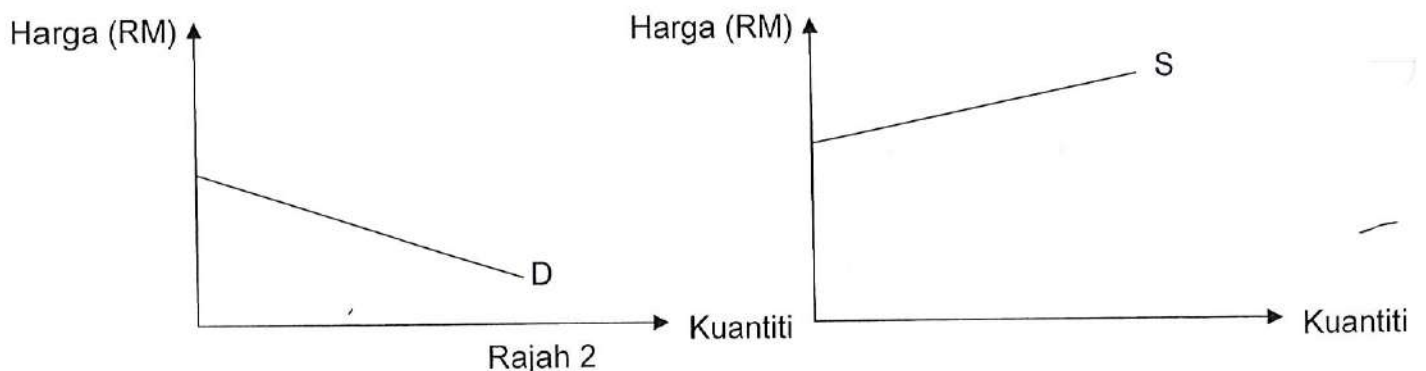 Harga (RM)
D
Kuantiti
Harga (RM)
S
Kuantiti
Rajah 2